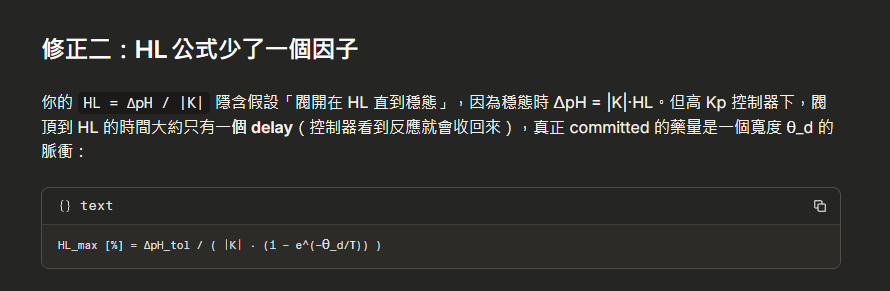 修正二：HL 公式少了一個因子
你的 HL = ΔpH / |K| 隱含假設「閥開在 HL 直到穩態」，因為穩態時 ΔpH = |K|·HL。但高 Kp 控制器下，閥
頂到 HL 的時間大約只有一個 delay（控制器看到反應就會收回來），真正 committed 的藥量是一個寬度 θ_d 的
脈衝：
{} text
HL_max [%] = ΔpH_tol / ( |K| · (1 − e^(−θ_d/T)) )